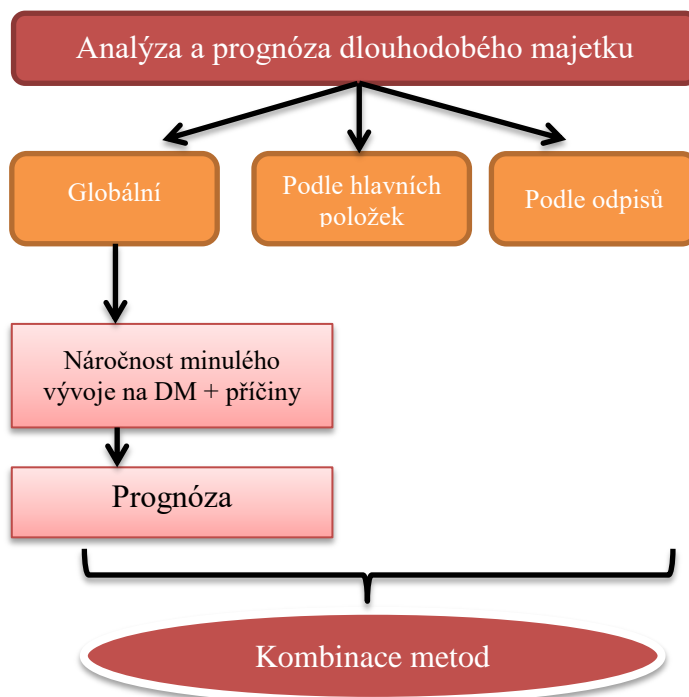 Analýza a prognóza dlouhodobého majetku
Globální
Podle hlavních
položek
Podle odpisů
Náročnost minulého
vývoje na DM + příčiny
Prognóza
Kombinace metod